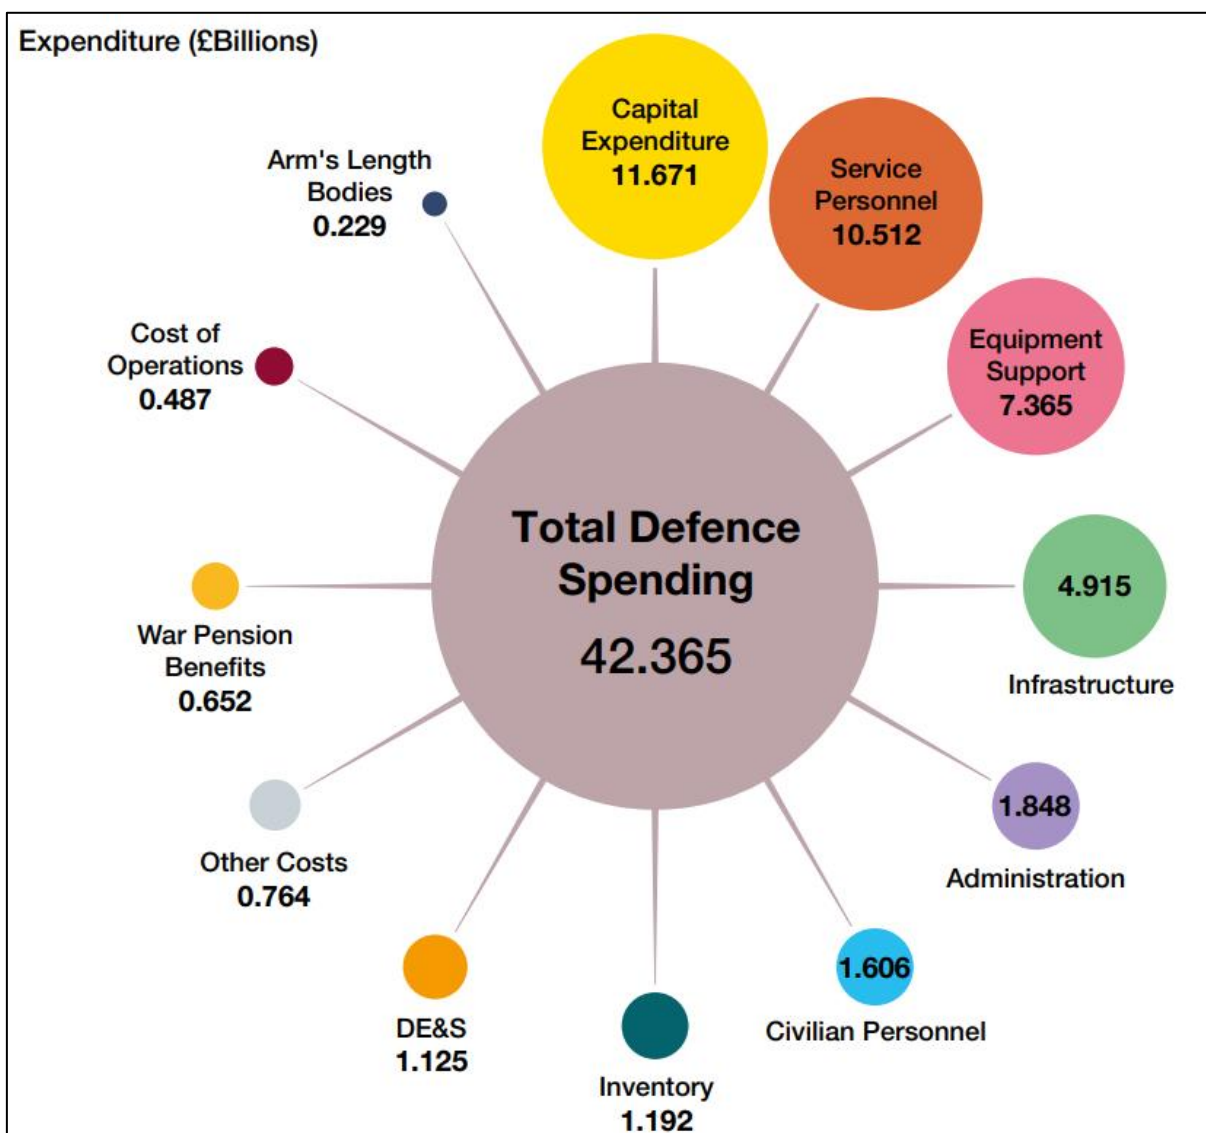 Expenditure (£Billions)
Capital
Expenditure
11.671
Service
Personnel
10.512
Equipment
Support
7.365
4.915
Infrastructure
1.848
Administration
1.606
Civilian Personnel
Inventory
1.192
DE&S
1.125
Other Costs
0.764
War Pension
Benefits
0.652
Cost of
Operations
0.487
Arm's Length
Bodies
0.229
Total Defence
Spending
42.365